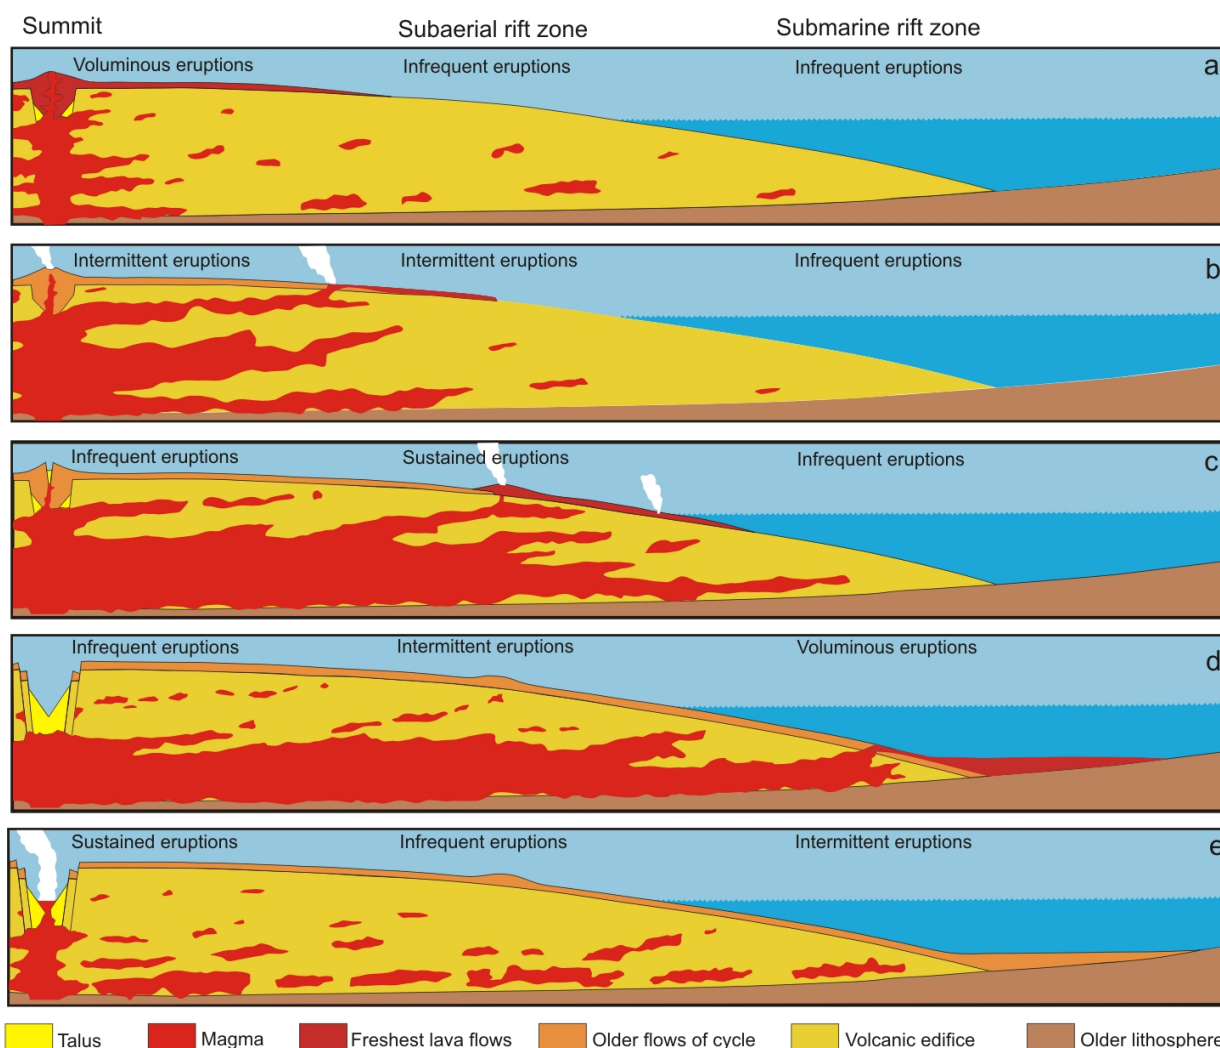 Summit Subaerial rift zone Submarine rift zone
Voluminous eruptions Infrequent eruptions Infrequent eruptions a
Intermittent eruptions Intermittent eruptions Infrequent eruptions b
Infrequent eruptions Sustained eruptions Infrequent eruptions c
Infrequent eruptions Intermittent eruptions Voluminous eruptions d
Sustained eruptions Infrequent eruptions Intermittent eruptions e
Talus Magma Freshest lava flows Older flows of cycle Volcanic edifice Older lithosphere